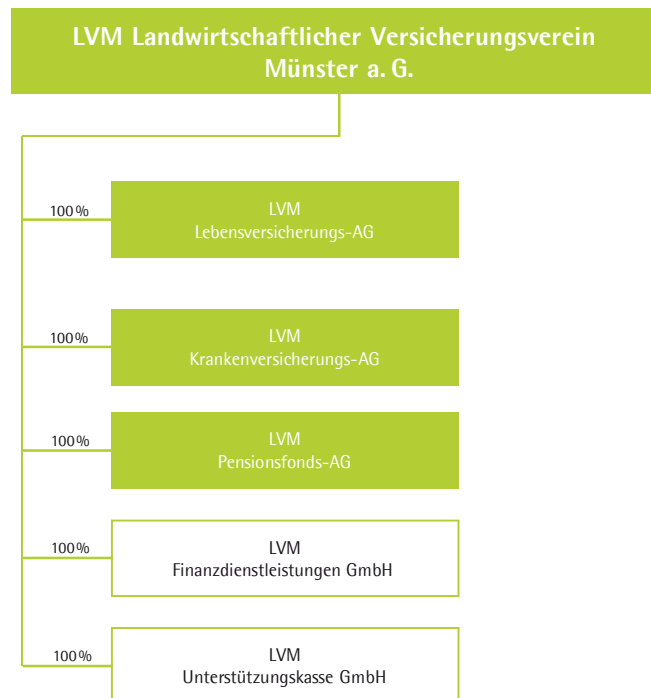 LVM Landwirtschaftlicher Versicherungsverein
Münster a. G.
100%
LVM
Lebensversicherungs-AG
100%
LVM
Krankenversicherungs-AG
100%
LVM
Pensionsfonds-AG
100%
LVM
Finanzdienstleistungen GmbH
100%
LVM
Unterstützungskasse GmbH